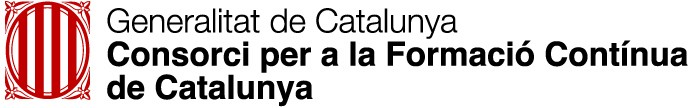 Generalitat de Catalunya
Consorci per a la Formació Contínua
de Catalunya